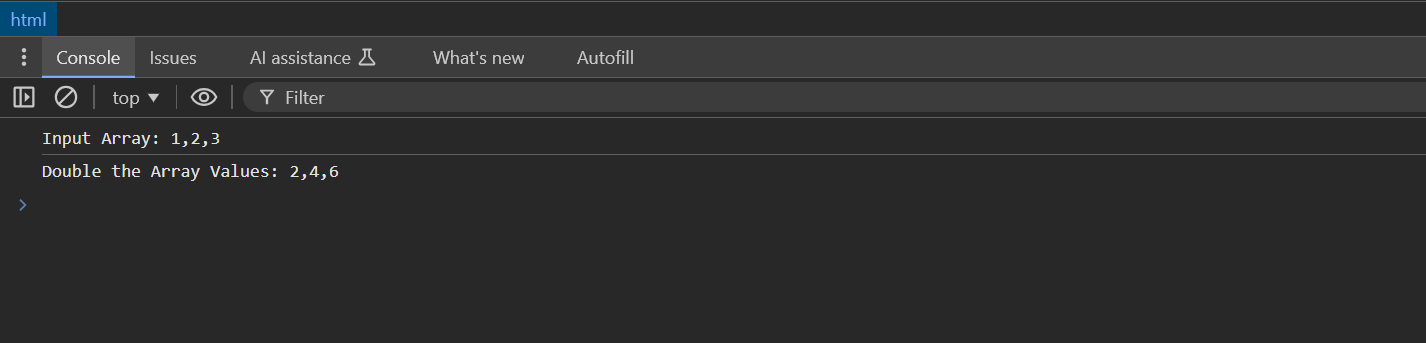 html
Console Issues AI assistance What's new Autofill
top Filter
Input Array: 1,2,3
Double the Array Values: 2,4,6